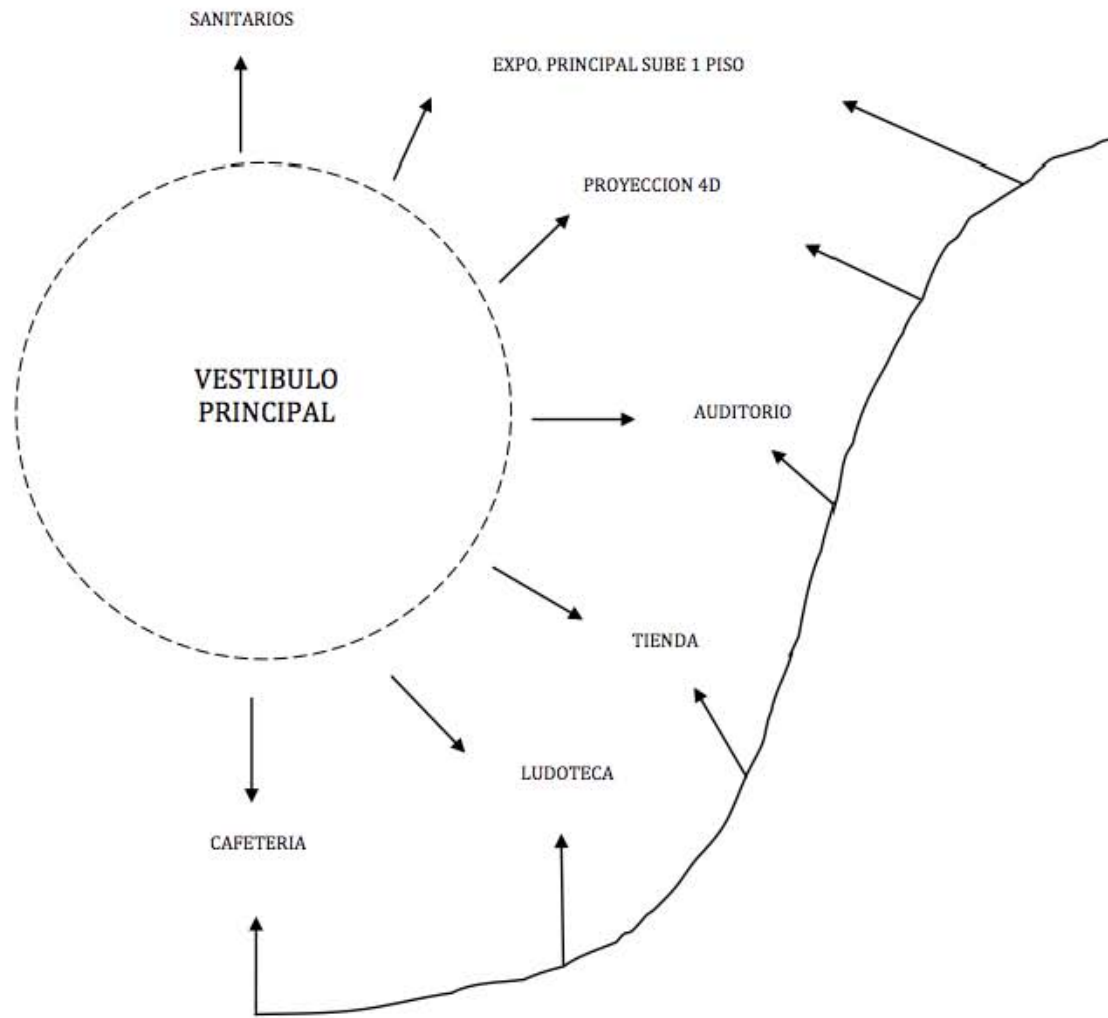 SANITARIOS
EXPO. PRINCIPAL SUBE 1 PISO
PROYECCION 4D
VESTIBULO
PRINCIPAL
AUDITORIO
TIENDA
LUDOTECA
CAFETERIA